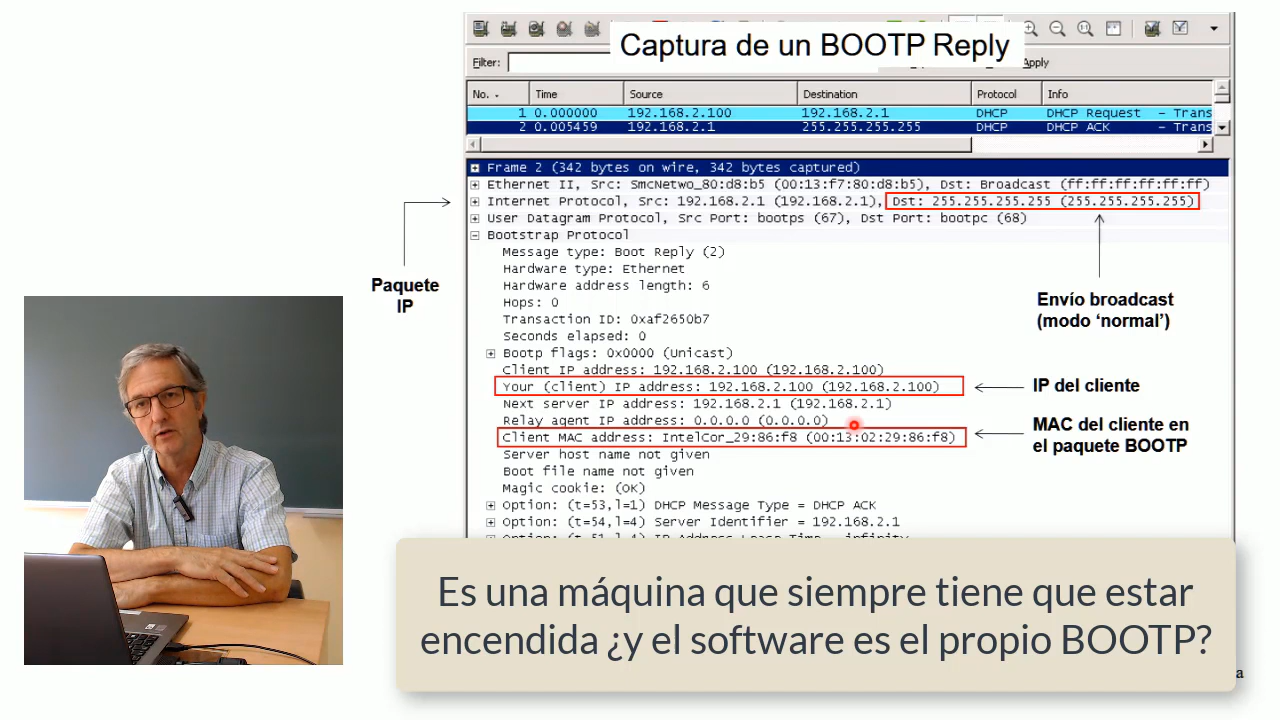 Captura de un BOOTP Reply
Filter:
Apply
No. Time Source Destination Protocol Info
1 0.000000 192.168.2.100 192.168.2.1 DHCP DHCP Request – Trans
2 0.005459 192.168.2.1 255.255.255.255 DHCP DHCP ACK – Trans
Frame 2 (342 bytes on wire, 342 bytes captured)
Ethernet II, Src: SmcNetwo_80:d8:b5 (00:13:f7:80:d8:b5), Dst: Broadcast (ff:ff:ff:ff:ff:ff)
Internet Protocol, Src: 192.168.2.1 (192.168.2.1), Dst: 255.255.255.255 (255.255.255.255)
User Datagram Protocol, Src Port: bootps (67), Dst Port: bootpc (68)
Bootstrap Protocol
Message type: Boot Reply (2)
Hardware type: Ethernet
Hardware address length: 6
Hops: 0
Transaction ID: 0xaf2650b7
Seconds elapsed: 0
Bootp flags: 0x0000 (Unicast)
Client IP address: 192.168.2.100 (192.168.2.100)
Your (client) IP address: 192.168.2.100 (192.168.2.100)
Next server IP address: 192.168.2.1 (192.168.2.1)
Relay agent IP address: 0.0.0.0 (0.0.0.0)
Client MAC address: IntelCor_29:86:f8 (00:13:02:29:86:f8)
Server host name not given
Boot file name not given
Magic cookie: (OK)
Option: (t=53,l=1) DHCP Message Type = DHCP ACK
Option: (t=54,l=4) Server Identifier = 192.168.2.1
Option: (t=51,l=4) IP Address Lease Time = infinity
Paquete
IP
Envío broadcast
(modo ‘normal’)
IP del cliente
MAC del cliente en
el paquete BOOTP
Es una máquina que siempre tiene que estar
encendida ¿y el software es el propio BOOTP?